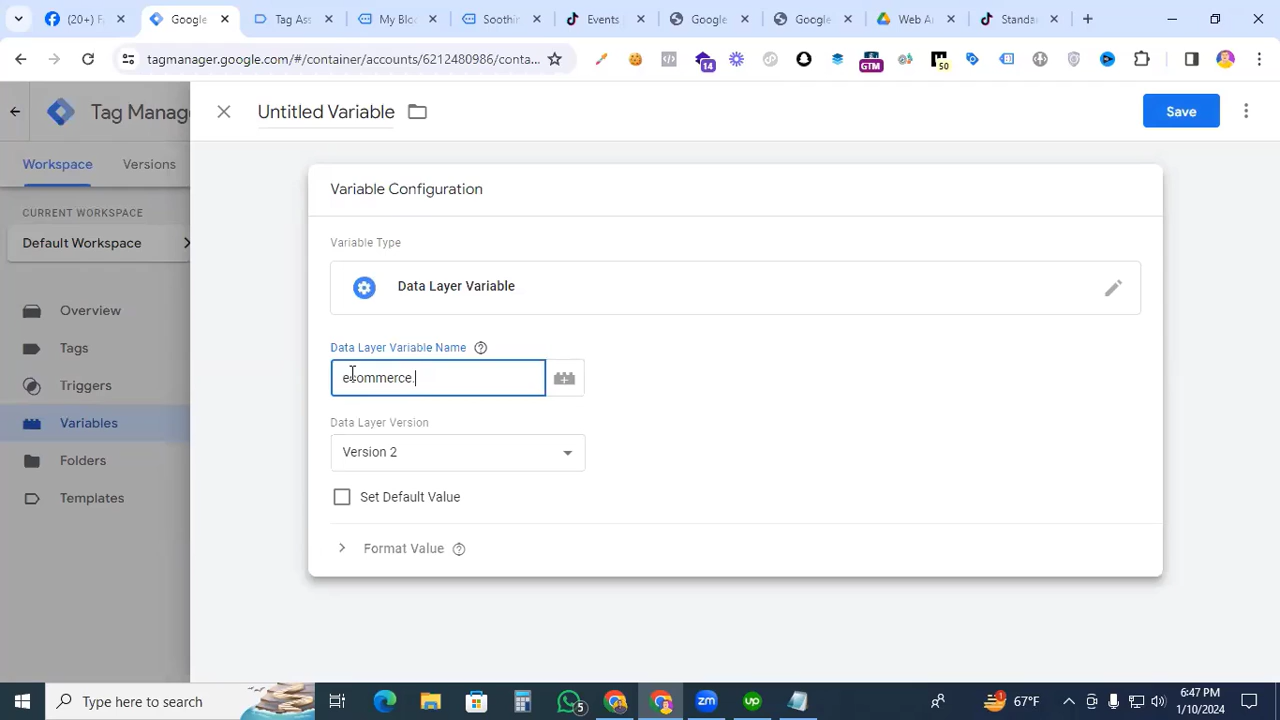 (20+) F
Google
Tag Ass
My Blo
Soothi
Events
Google
Google
Web A
Standa
tagmanager.google.com/#/container/accounts/6212480986/conta...
14
GTM
50
Tag Manag
Untitled Variable
Save
Workspace
Versions
Variable Configuration
CURRENT WORKSPACE
Default Workspace
Variable Type
Data Layer Variable
Overview
Tags
Triggers
Variables
Folders
Templates
Data Layer Variable Name
ecommerce.
Data Layer Version
Version 2
Set Default Value
Format Value
Type here to search
5
1
67°F
6:47 PM
1/10/2024